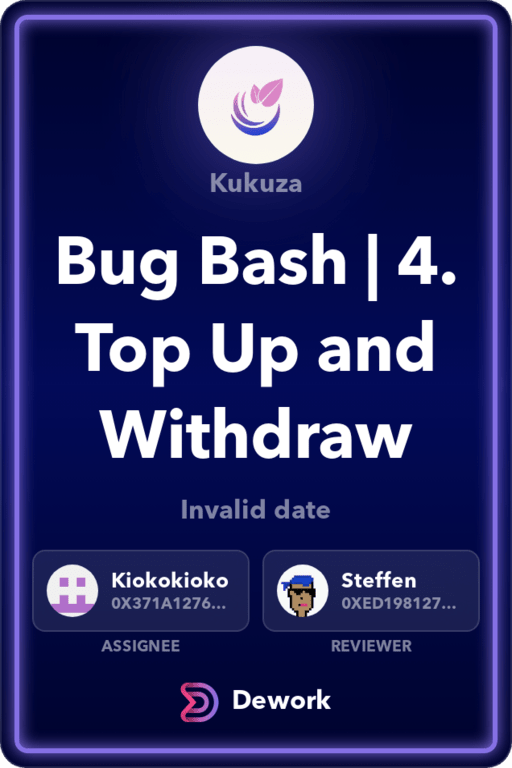 Kukuza
Bug Bash | 4.
Top Up and
Withdraw
Invalid date
Kiokokioko
0X371A1276...
ASSIGNEE
Steffen
0XED198127...
REVIEWER
Dework